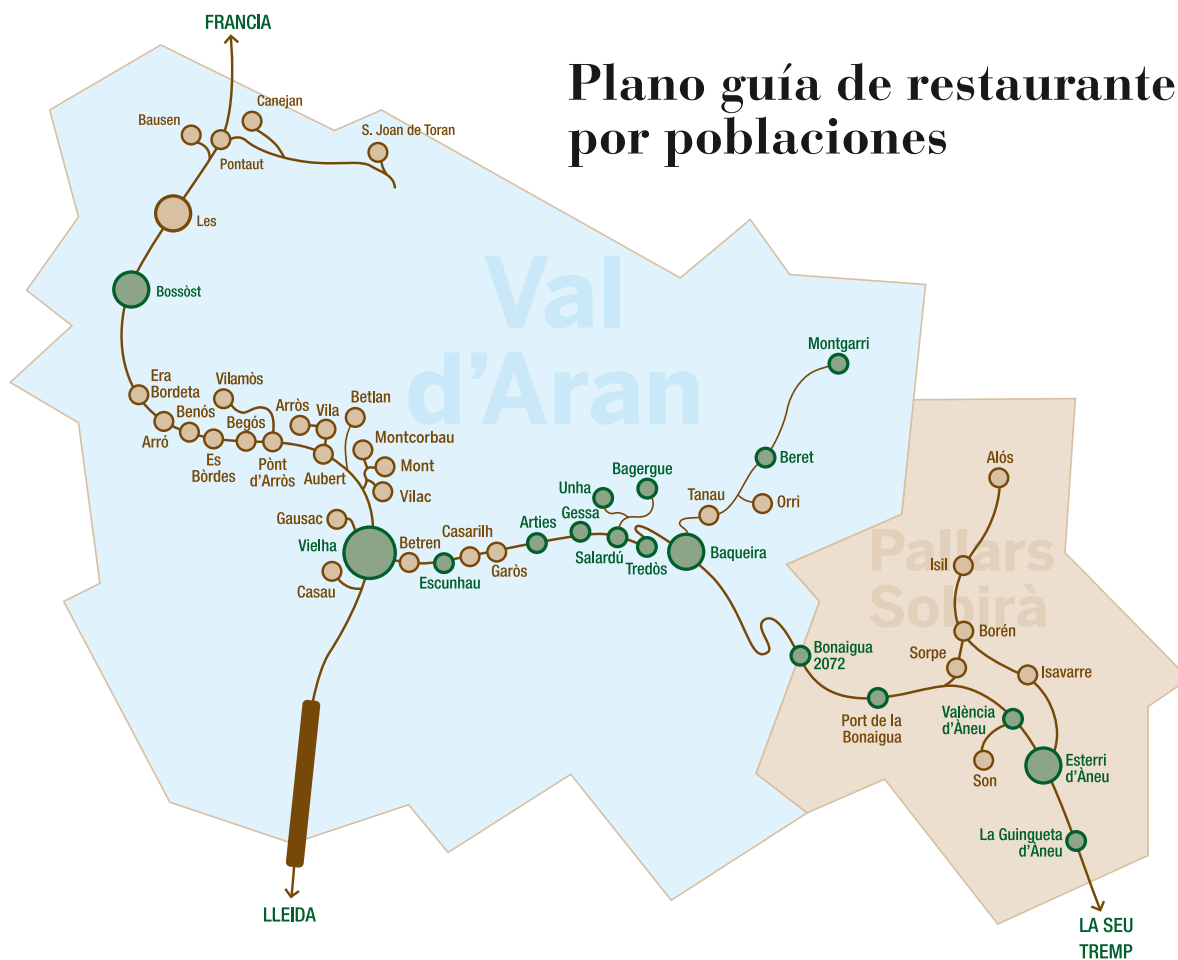 FRANCIA
Plano guía de restaurante
por poblaciones
Canejan
Bausen
S. Joan de Toran
Pontaut
Les
Bossòst
Val
d'Aran
Montgarri
Era
Bordeta
Vilamòs
Betlan
Arròs
Vila
Benós
Begós
Montcorbau
Arró
Es
Bòrdes
Pònt
d'Arròs
Aubert
Mont
Vilac
Beret
Alós
Bagergue
Unha
Tanau
Orri
Gausac
Gessa
Arties
Casarilh
Vielha
Betren
Salardú
Tredòs
Baqueira
Garòs
Escunhau
Casau
Pallars
Sobirà
Isil
Borén
Bonaigua
2072
Sorpe
Isavarre
Port de la
Bonaigua
València
d'Àneu
Son
Esterri
d'Àneu
La Guingueta
d'Àneu
LLEIDA
LA SEU
TREMP